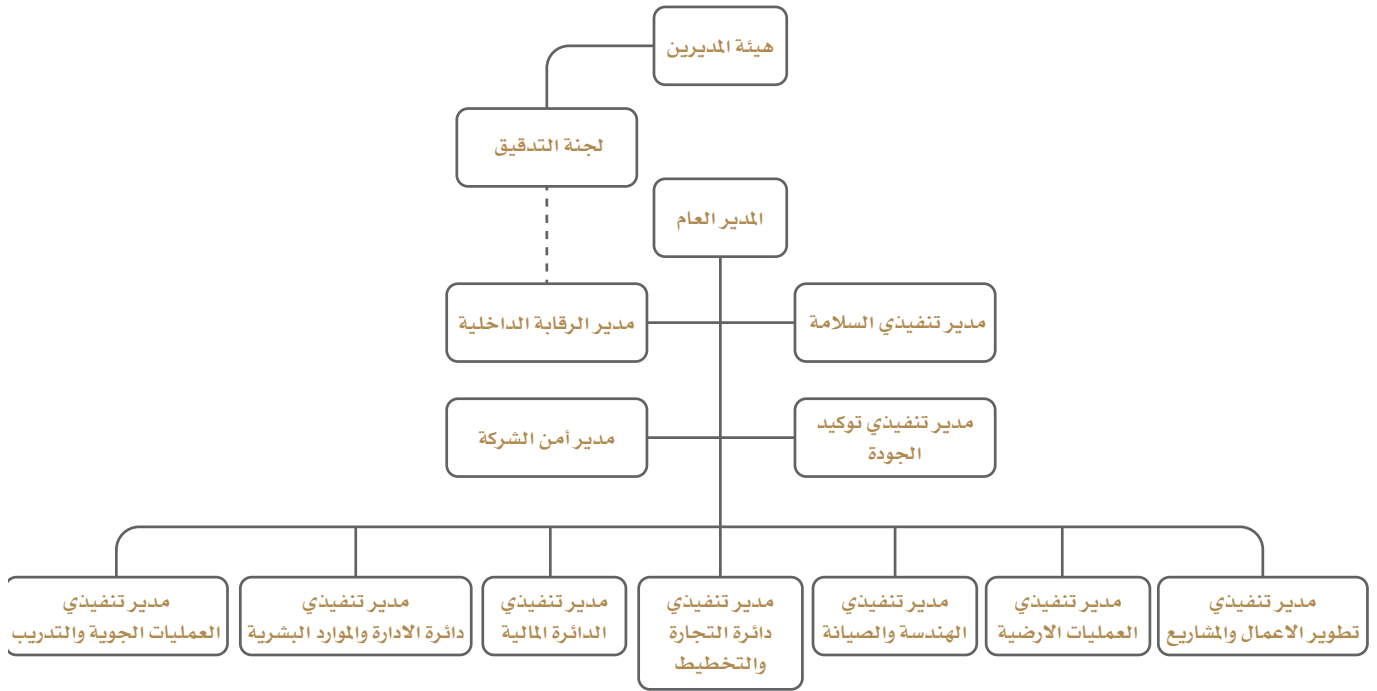 هيئة المديرين
لجنة التدقيق
المدير العام
مدير تنفيذي السلامة
مدير الرقابة الداخلية
مدير تنفيذي توكيد
الجودة
مدير أمن الشركة
مدير تنفيذي
تطوير الاعمال والمشاريع
مدير تنفيذي
العمليات الارضية
مدير تنفيذي
الهندسة والصيانة
مدير تنفيذي
دائرة التجارة
والتخطيط
مدير تنفيذي
الدائرة المالية
مدير تنفيذي
دائرة الادارة والموارد البشرية
مدير تنفيذي
العمليات الجوية والتدريب